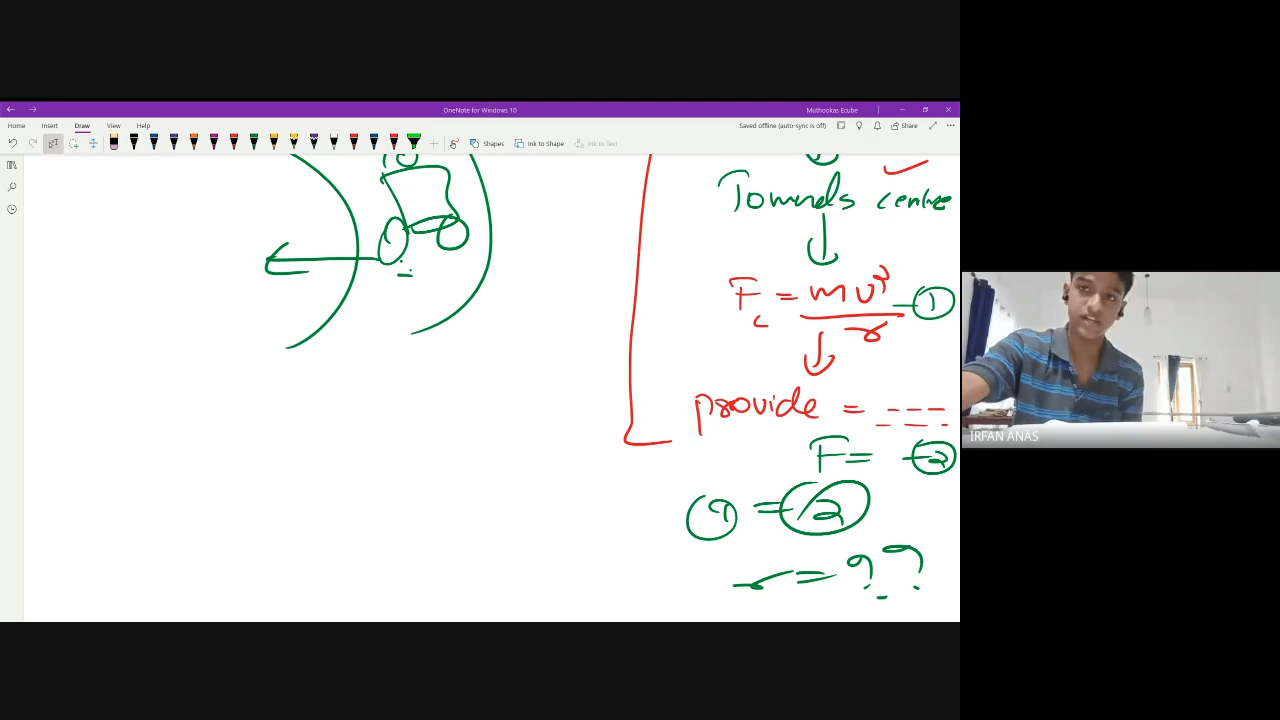 OneNote for Windows 10
Muthookas Ecube
Home Insert Draw View Help
Saved offline (auto-sync is off)
Share
Shapes
Ink to Shape
Ink to Text
Towards centre
Fc = mv² / r — ①
provide = ---
F = — ②
① = ②
= ??
IRFAN ANAS